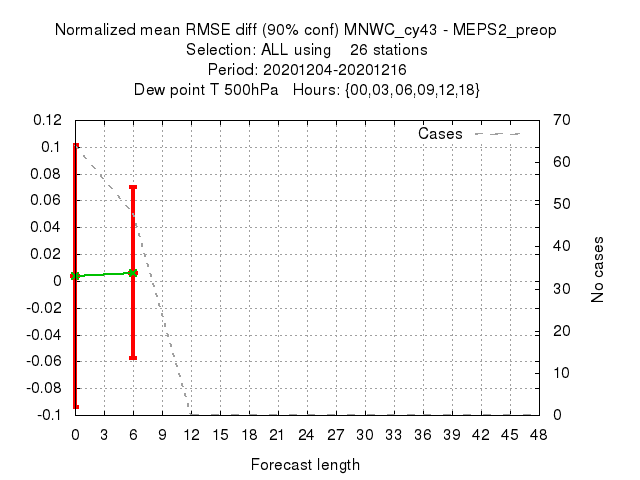 Normalized mean RMSE diff (90% conf) MNWC_cy43 - MEPS2_preop
Selection: ALL using    26 stations
Period: 20201204-20201216
Dew point T 500hPa   Hours: {00,03,06,09,12,18}
0.12
0.1
0.08
0.06
0.04
0.02
0
-0.02
-0.04
-0.06
-0.08
-0.1
Cases
70
60
50
40
30
20
10
0
No cases
0 3 6 9 12 15 18 21 24 27 30 33 36 39 42 45 48
Forecast length